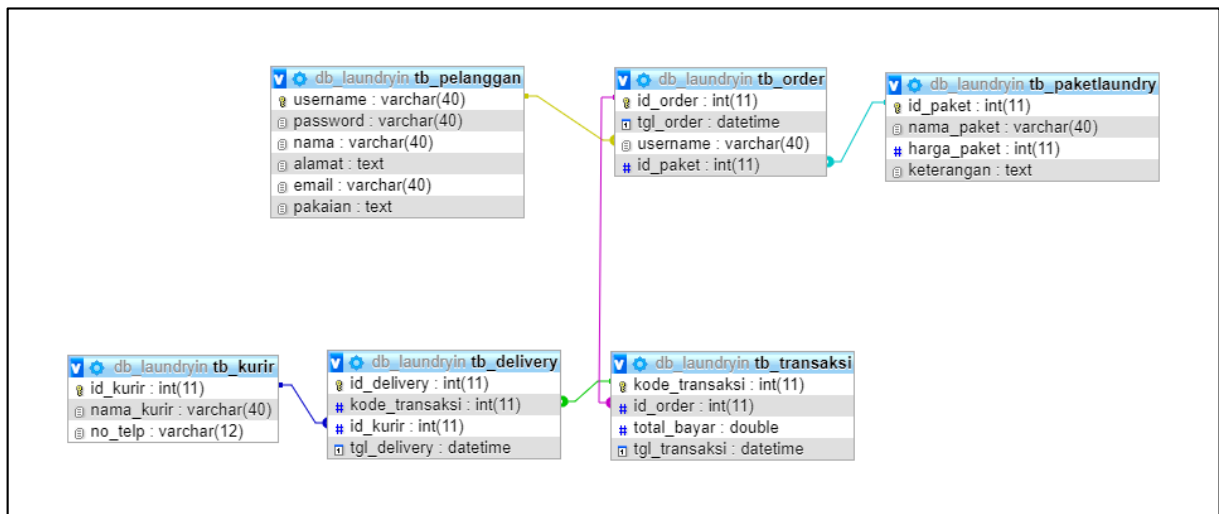 db_laundryin tb_pelanggan
username : varchar(40)
password : varchar(40)
nama : varchar(40)
alamat : text
email : varchar(40)
pakaian : text
db_laundryin tb_order
id_order : int(11)
tgl_order : datetime
username : varchar(40)
id_paket : int(11)
db_laundryin tb_paketlaundry
id_paket : int(11)
nama_paket : varchar(40)
harga_paket : int(11)
keterangan : text
db_laundryin tb_kurir
id_kurir : int(11)
nama_kurir : varchar(40)
no_telp : varchar(12)
db_laundryin tb_delivery
id_delivery : int(11)
kode_transaksi : int(11)
id_kurir : int(11)
tgl_delivery : datetime
db_laundryin tb_transaksi
kode_transaksi : int(11)
id_order : int(11)
total_bayar : double
tgl_transaksi : datetime